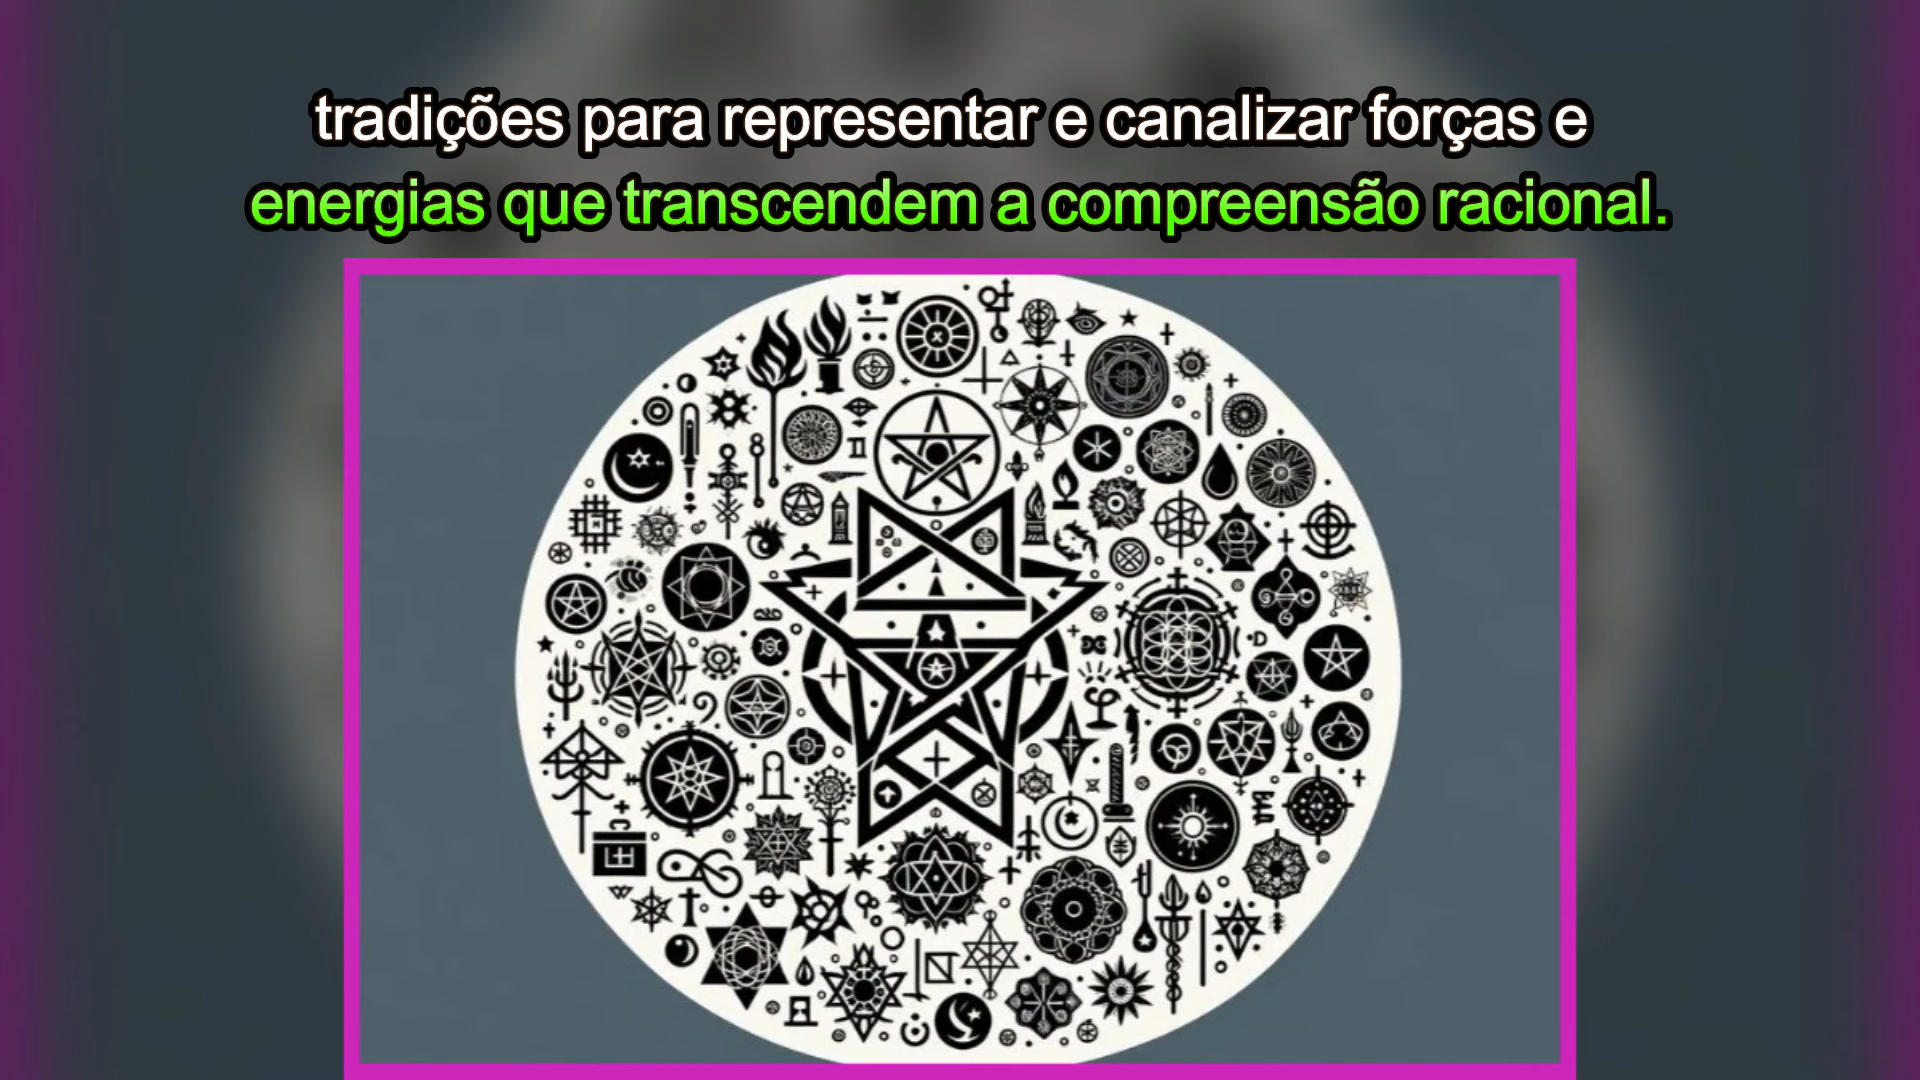 tradições para representar e canalizar forças e
energias que transcendem a compreensão racional.